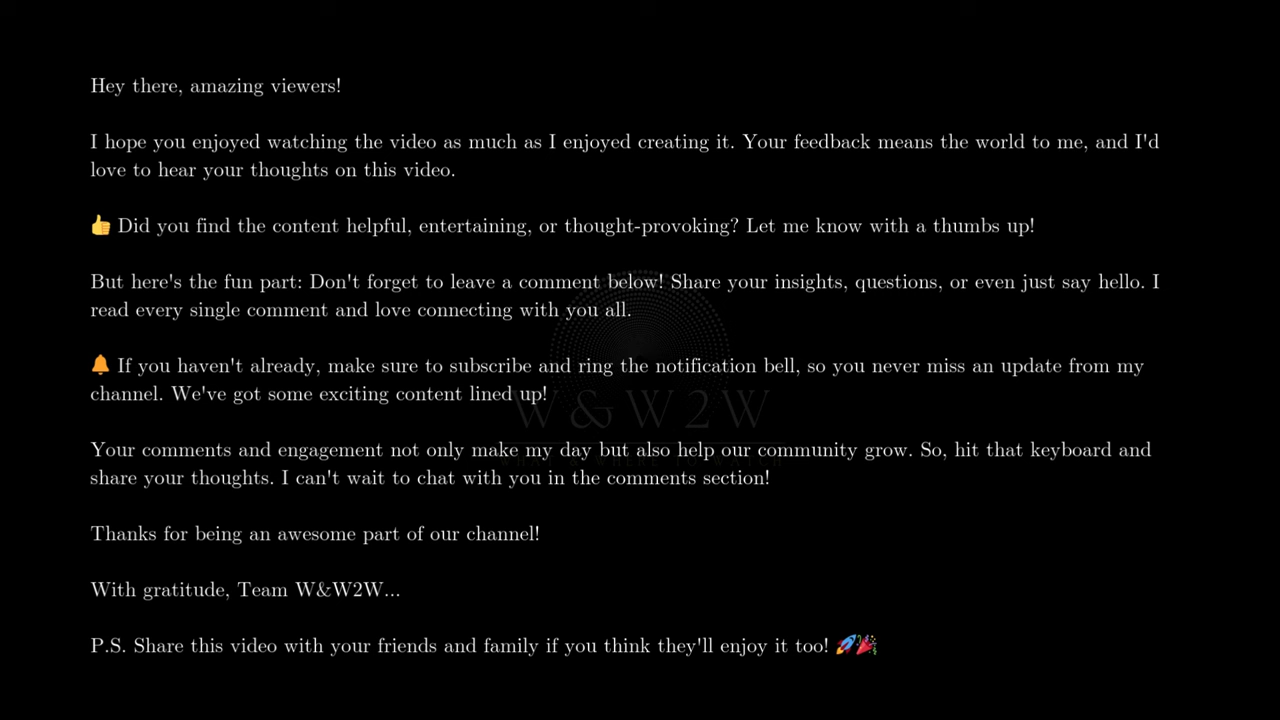 Hey there, amazing viewers!
I hope you enjoyed watching the video as much as I enjoyed creating it. Your feedback means the world to me, and I'd
love to hear your thoughts on this video.
👍 Did you find the content helpful, entertaining, or thought-provoking? Let me know with a thumbs up!
But here's the fun part: Don't forget to leave a comment below! Share your insights, questions, or even just say hello. I
read every single comment and love connecting with you all.
🔔 If you haven't already, make sure to subscribe and ring the notification bell, so you never miss an update from my
channel. We've got some exciting content lined up!
W&W2W
Your comments and engagement not only make my day but also help our community grow. So, hit that keyboard and
share your thoughts. I can't wait to chat with you in the comments section!
Thanks for being an awesome part of our channel!
With gratitude, Team W&W2W...
P.S. Share this video with your friends and family if you think they'll enjoy it too! 🚀🎉